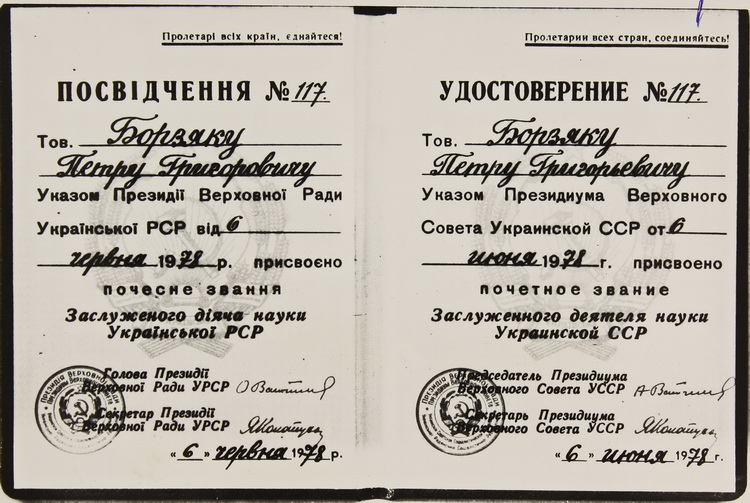 Пролетарі всіх країн, єднайтеся!
ПОСВІДЧЕННЯ № 117.
Тов. Борзяку
Петру Григоровичу
Указом Президії Верховної Ради
Української РСР від 6
червня 1978 р. присвоєно
почесне звання
Заслуженого діяча науки
Української РСР
Голова Президії
Верховної Ради УРСР
Секретар Президії
Верховної Ради УРСР
« 6 » червня 1978 р.
Пролетарии всех стран, соединяйтесь!
УДОСТОВЕРЕНИЕ № 117.
Тов. Борзяку
Петру Григорьевичу
Указом Президиума Верховного
Совета Украинской ССР от 6
июня 1978 г. присвоено
почетное звание
Заслуженного деятеля науки
Украинской ССР
Председатель Президиума
Верховного Совета УССР
Секретарь Президиума
Верховного Совета УССР
« 6 » июня 1978 г.